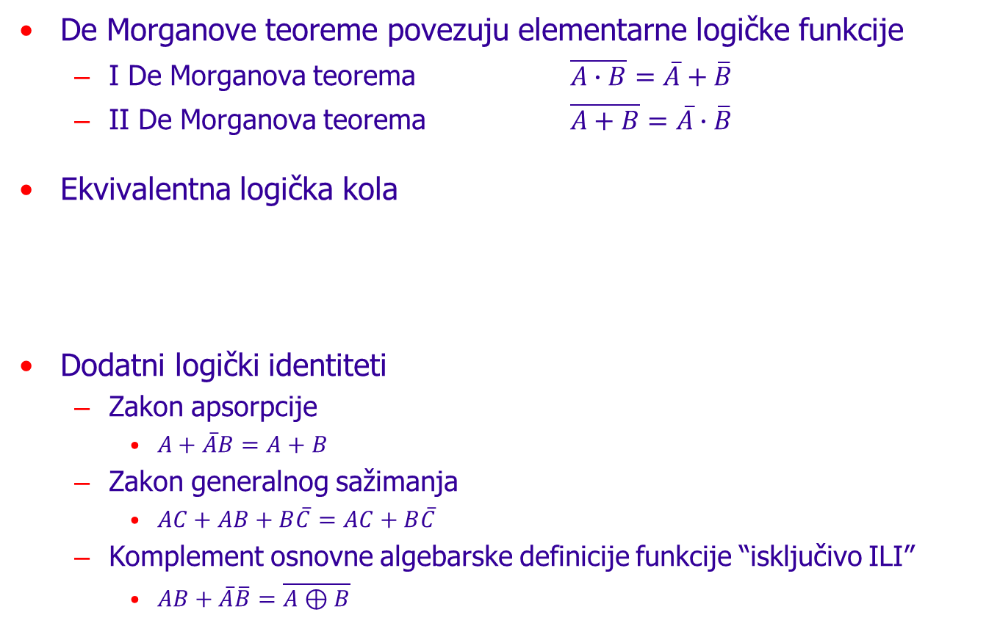 • De Morganove teoreme povezuju elementarne logičke funkcije
– I De Morganova teorema $\overline{A \cdot B} = \bar{A} + \bar{B}$
– II De Morganova teorema $\overline{A + B} = \bar{A} \cdot \bar{B}$
• Ekvivalentna logička kola
• Dodatni logički identiteti
– Zakon apsorpcije
• $A + \bar{A}B = A + B$
– Zakon generalnog sažimanja
• $AC + AB + B\bar{C} = AC + B\bar{C}$
– Komplement osnovne algebarske definicije funkcije “isključivo ILI”
• $AB + \bar{A}\bar{B} = \overline{A \oplus B}$